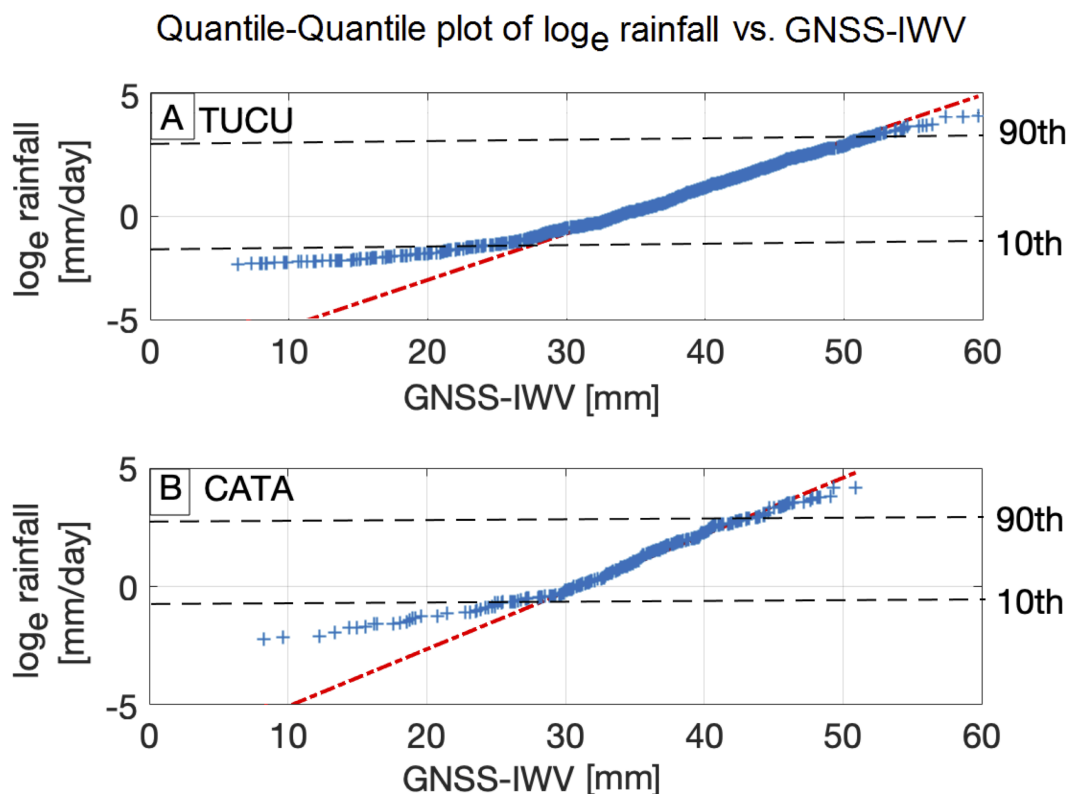 Quantile-Quantile plot of logₑ rainfall vs. GNSS-IWV
A TUCU
logₑ rainfall
[mm/day]
5
0
-5
90th
10th
0 10 20 30 40 50 60
GNSS-IWV [mm]
B CATA
logₑ rainfall
[mm/day]
5
0
-5
90th
10th
0 10 20 30 40 50 60
GNSS-IWV [mm]